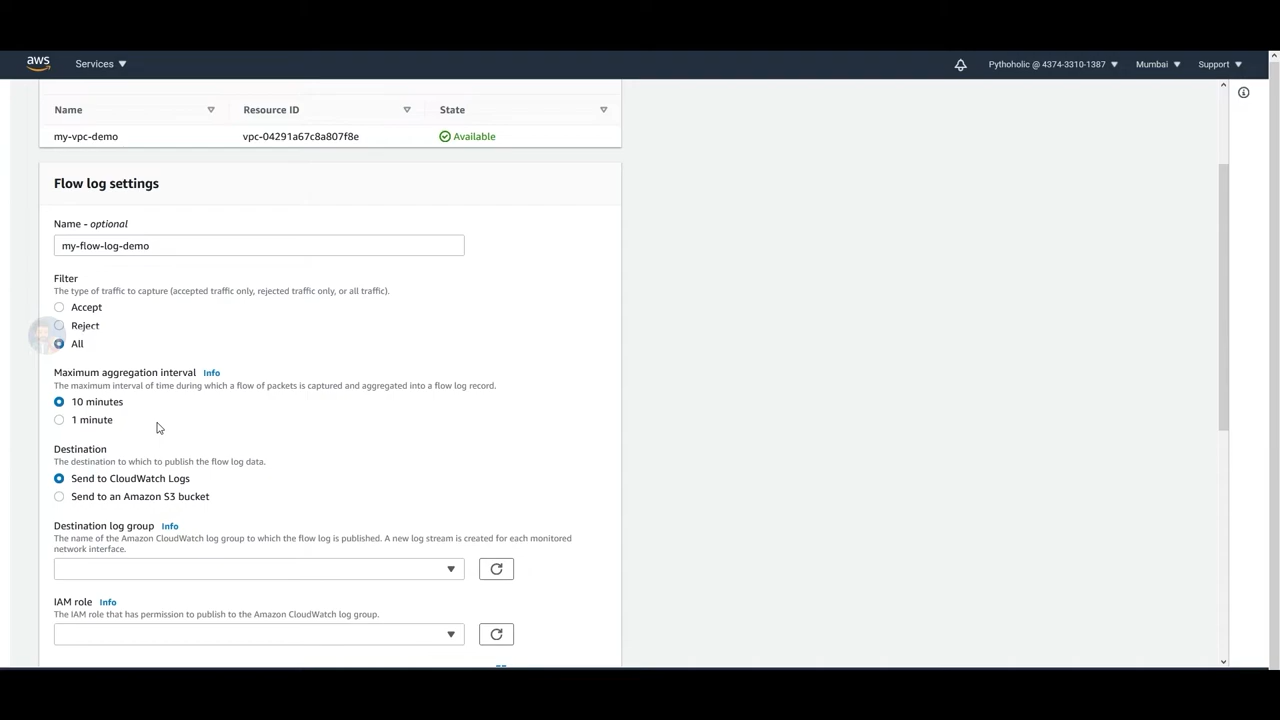 aws
Services
Pythoholic @ 4374-3310-1387
Mumbai
Support
Name Resource ID State
my-vpc-demo vpc-04291a67c8a807f8e Available
Flow log settings
Name - optional
my-flow-log-demo
Filter
The type of traffic to capture (accepted traffic only, rejected traffic only, or all traffic).
Accept
Reject
All
Maximum aggregation interval Info
The maximum interval of time during which a flow of packets is captured and aggregated into a flow log record.
10 minutes
1 minute
Destination
The destination to which to publish the flow log data.
Send to CloudWatch Logs
Send to an Amazon S3 bucket
Destination log group Info
The name of the Amazon CloudWatch log group to which the flow log is published. A new log stream is created for each monitored
network interface.
IAM role Info
The IAM role that has permission to publish to the Amazon CloudWatch log group.